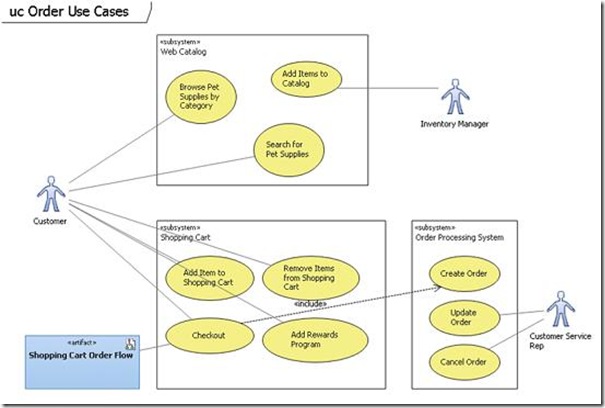 uc Order Use Cases
«subsystem»
Web Catalog
Browse Pet
Supplies by
Category
Add Items to
Catalog
Search for
Pet Supplies
Inventory Manager
Customer
«subsystem»
Shopping Cart
Add Item to
Shopping Cart
Remove Items
from Shopping
Cart
«include»
Checkout
Add Rewards
Program
«subsystem»
Order Processing System
Create Order
Update
Order
Cancel Order
Customer Service
Rep
«artifact»
Shopping Cart Order Flow